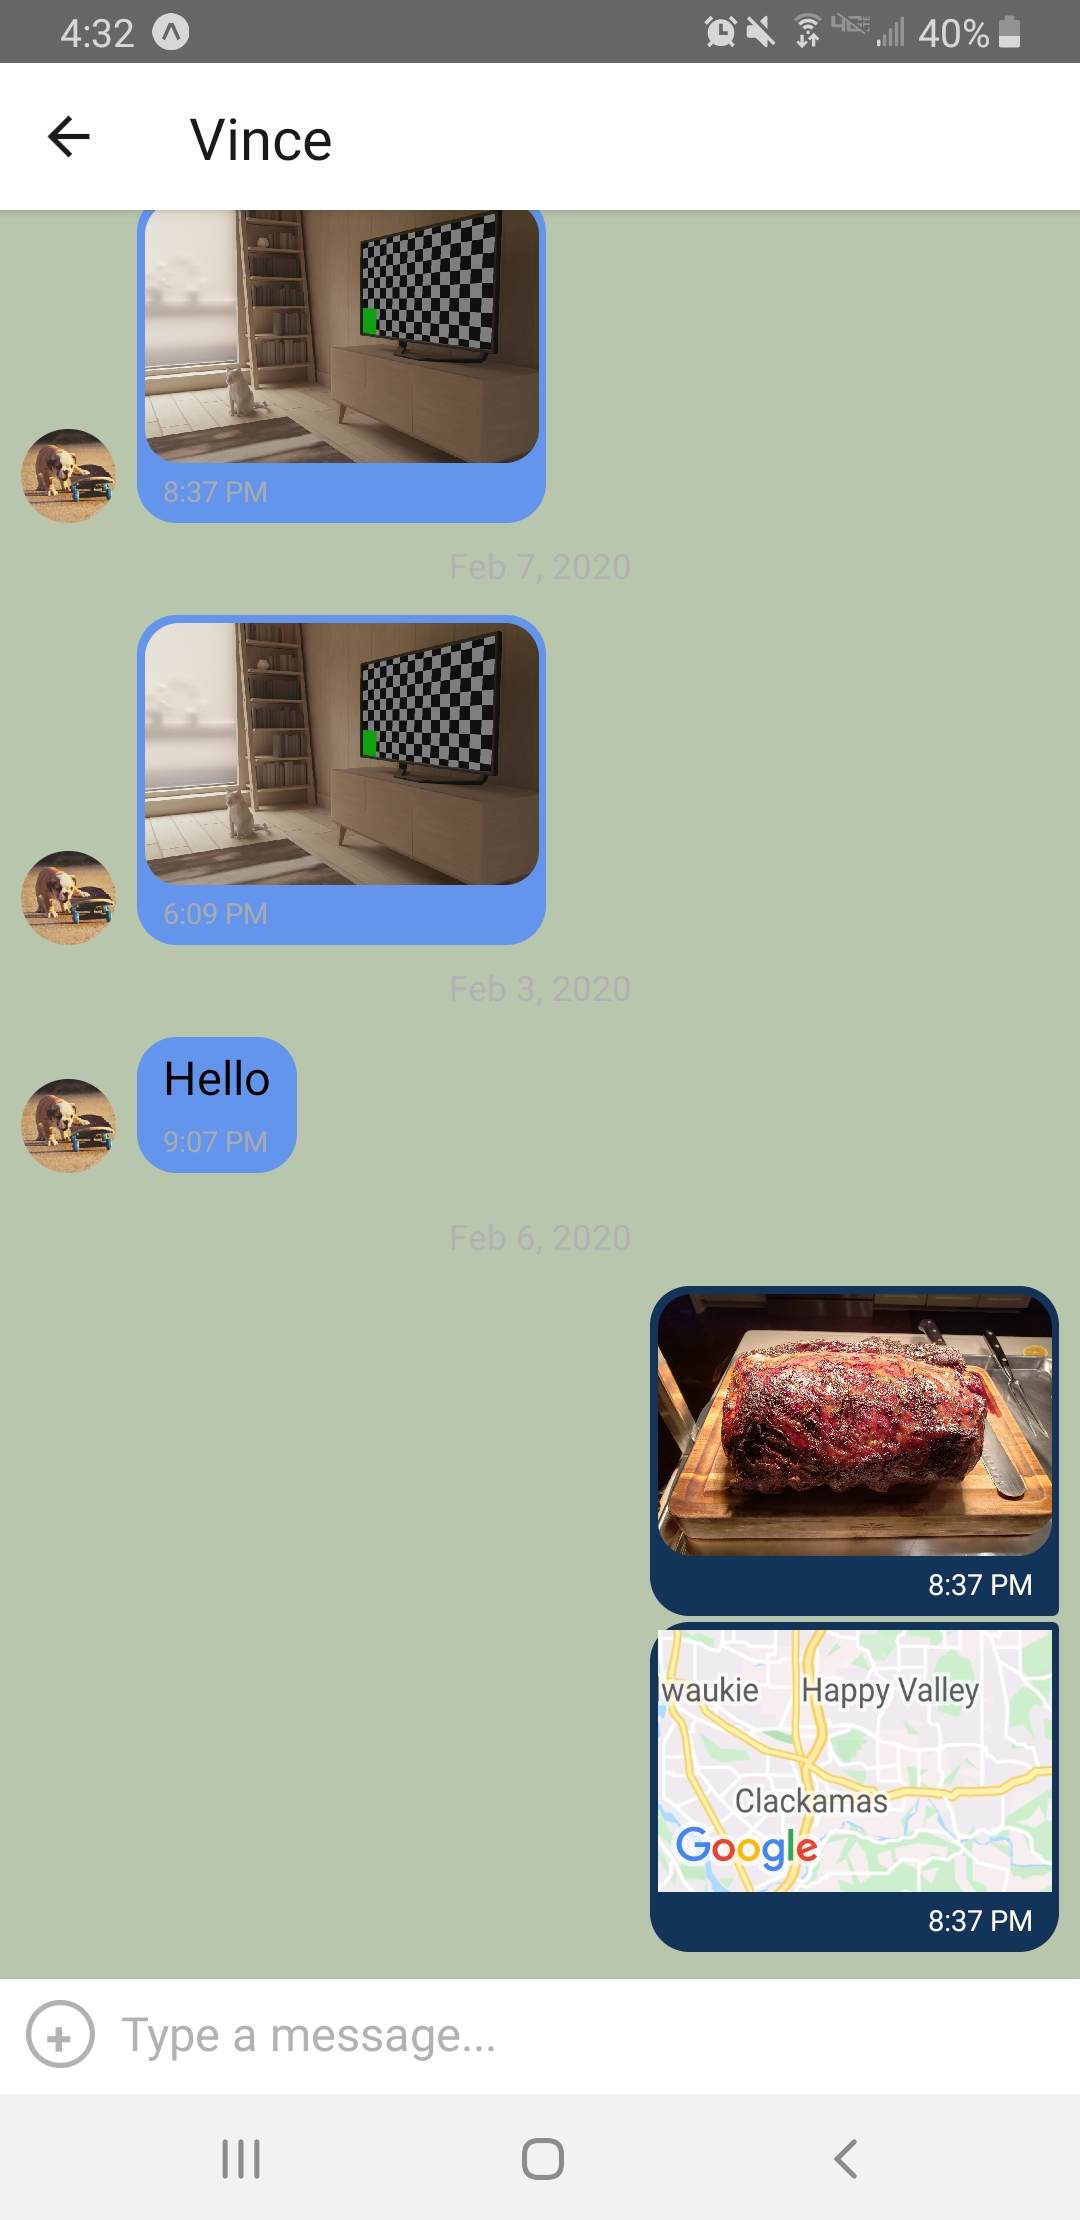 4:32
40%
Vince
8:37 PM
Feb 7, 2020
6:09 PM
Feb 3, 2020
Hello
9:07 PM
Feb 6, 2020
8:37 PM
lwaukie Happy Valley
Clackamas
Google
8:37 PM
Type a message...